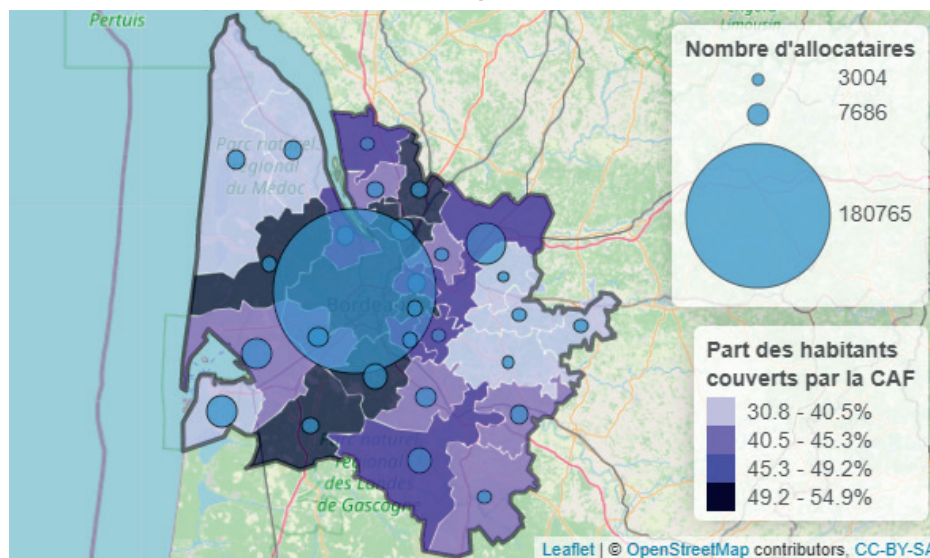 Pertuis
Limousin
Nombre d'allocataires
3004
7686
180765
Parc naturel
régional
du Médoc
Part des habitants
couverts par la CAF
30.8 - 40.5%
40.5 - 45.3%
45.3 - 49.2%
49.2 - 54.9%
Parc naturel
régional
des Landes
de Gascogne
Leaflet | © OpenStreetMap contributors, CC-BY-SA